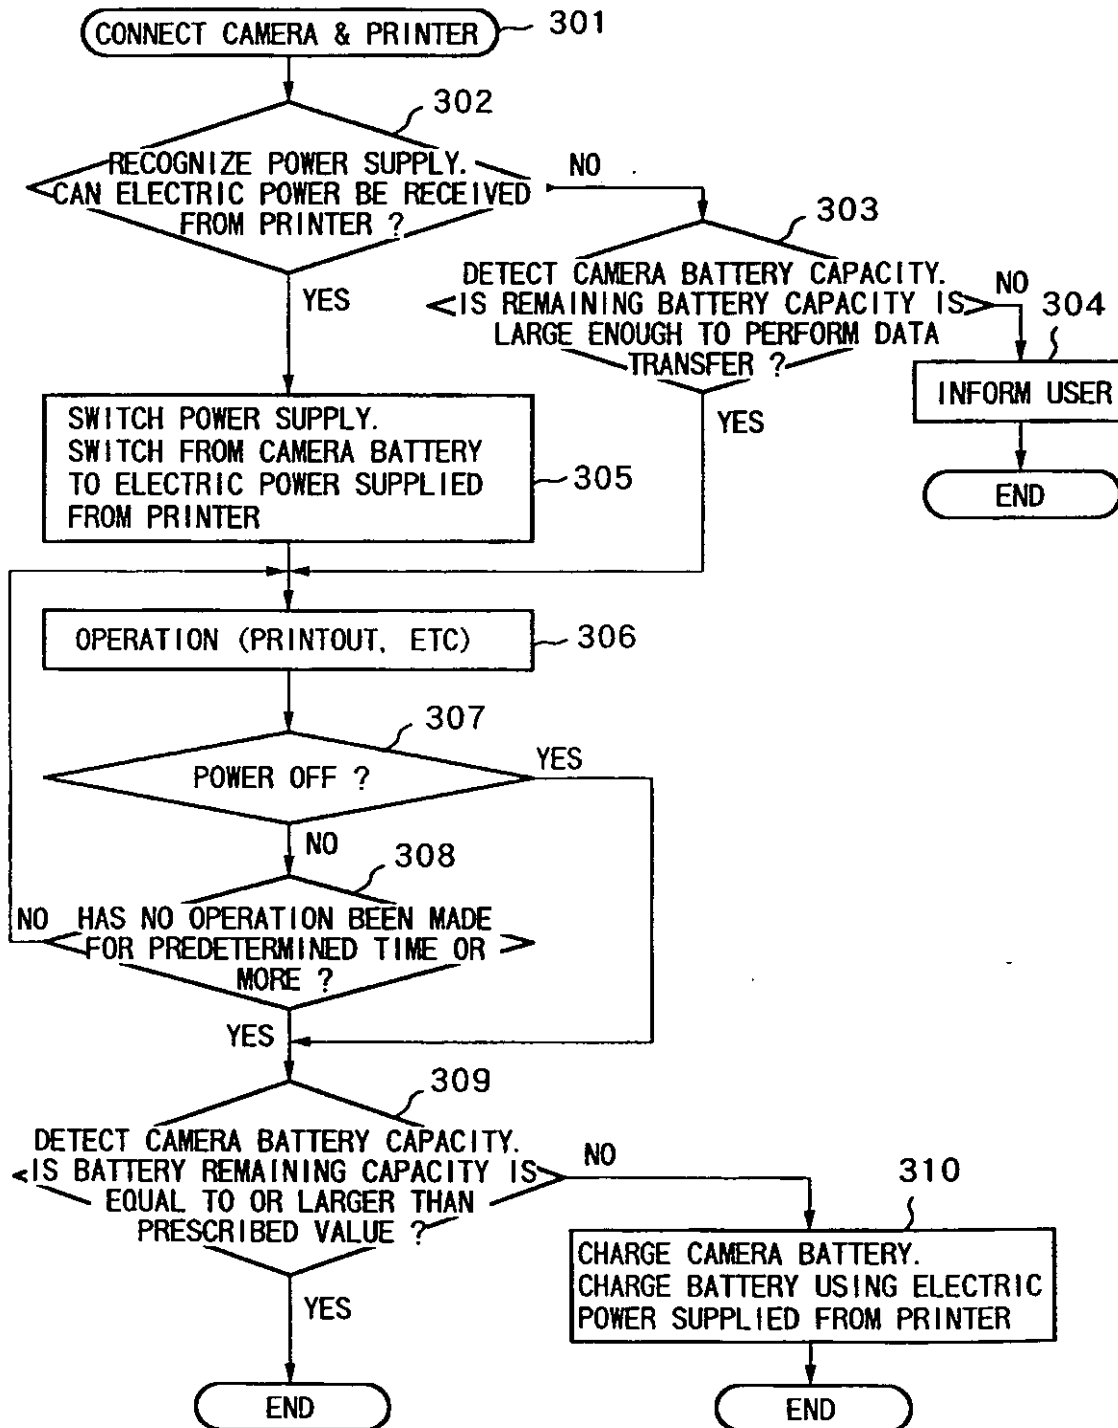 CONNECT CAMERA & PRINTER
301
302
RECOGNIZE POWER SUPPLY.
CAN ELECTRIC POWER BE RECEIVED
FROM PRINTER ?
NO
YES
303
DETECT CAMERA BATTERY CAPACITY.
IS REMAINING BATTERY CAPACITY IS
LARGE ENOUGH TO PERFORM DATA
TRANSFER ?
NO
YES
304
INFORM USER
END
SWITCH POWER SUPPLY.
SWITCH FROM CAMERA BATTERY
TO ELECTRIC POWER SUPPLIED
FROM PRINTER
305
OPERATION (PRINTOUT, ETC)
306
307
POWER OFF ?
YES
NO
308
NO
HAS NO OPERATION BEEN MADE
FOR PREDETERMINED TIME OR
MORE ?
YES
309
DETECT CAMERA BATTERY CAPACITY.
IS BATTERY REMAINING CAPACITY IS
EQUAL TO OR LARGER THAN
PRESCRIBED VALUE ?
NO
YES
310
CHARGE CAMERA BATTERY.
CHARGE BATTERY USING ELECTRIC
POWER SUPPLIED FROM PRINTER
END
END